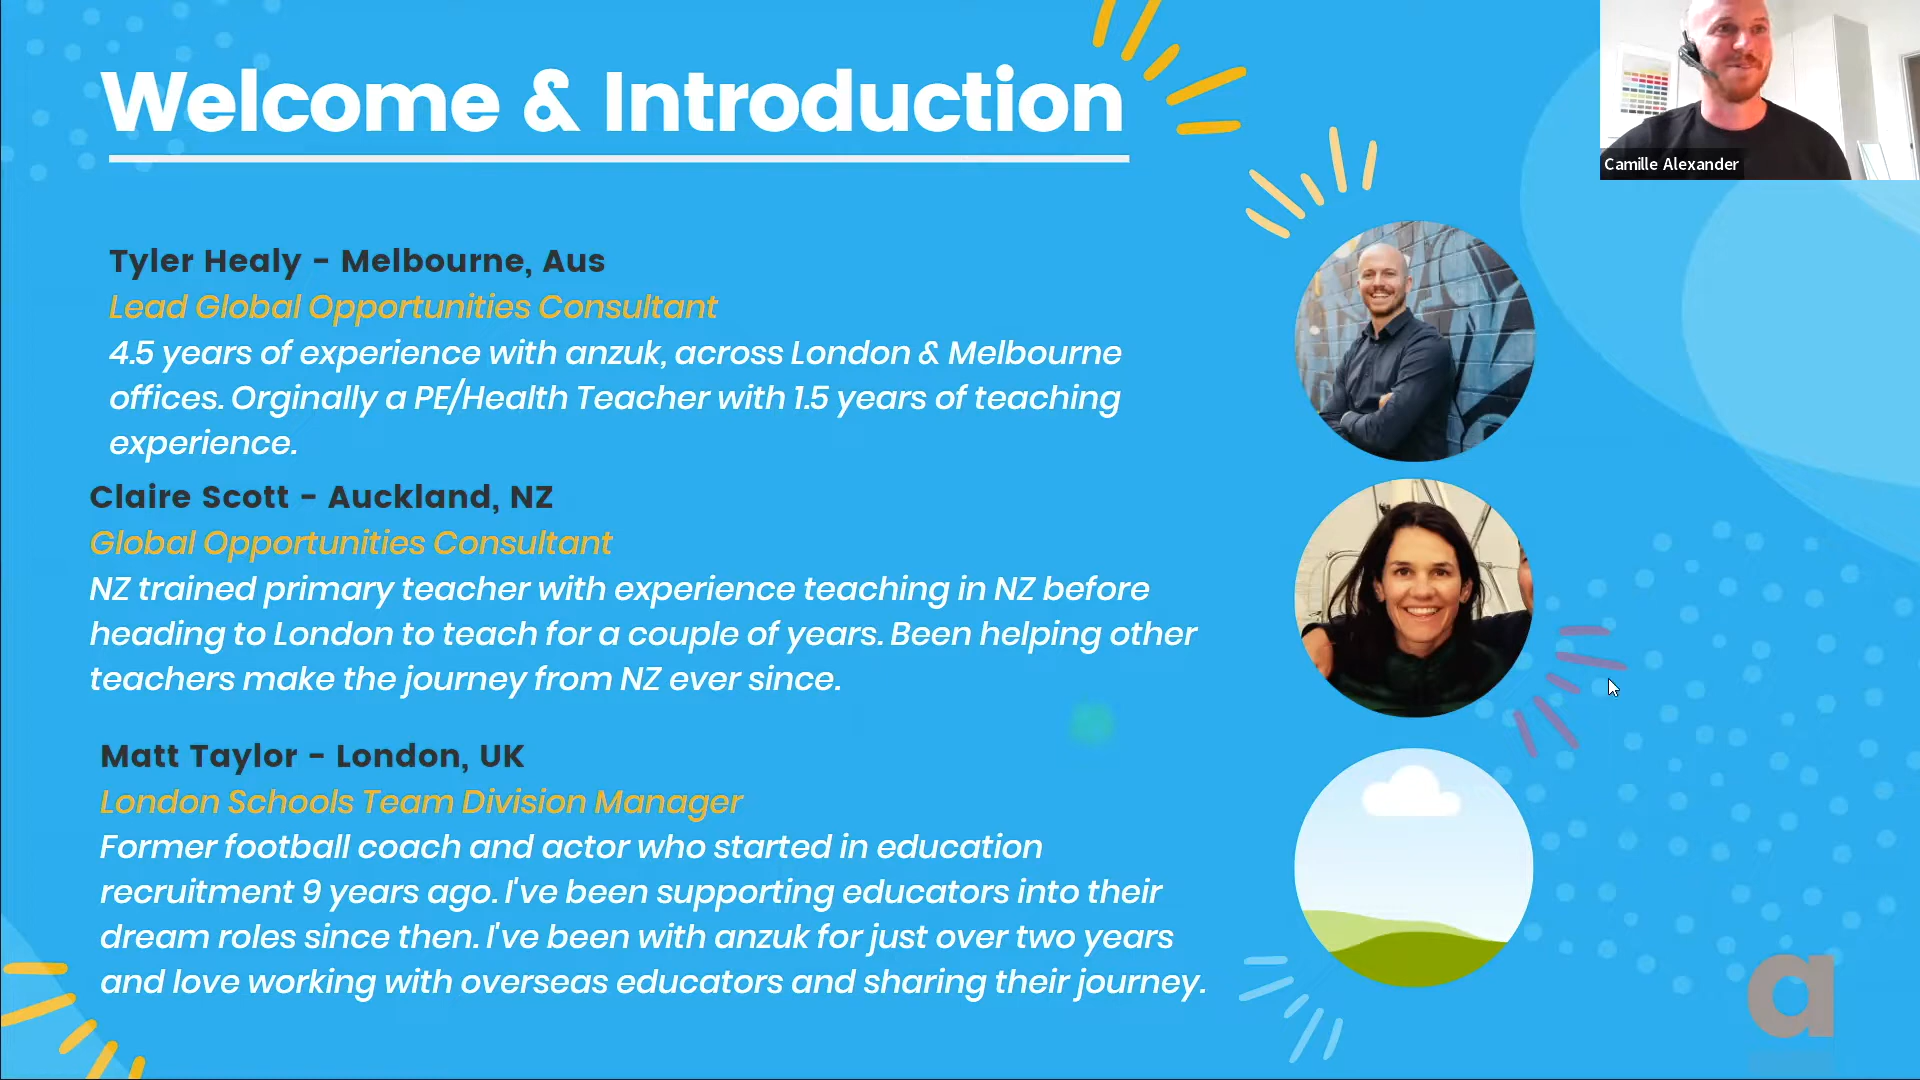 Welcome & Introduction
Camille Alexander
Tyler Healy - Melbourne, Aus
Lead Global Opportunities Consultant
4.5 years of experience with anzuk, across London & Melbourne
offices. Orginally a PE/Health Teacher with 1.5 years of teaching
experience.
Claire Scott - Auckland, NZ
Global Opportunities Consultant
NZ trained primary teacher with experience teaching in NZ before
heading to London to teach for a couple of years. Been helping other
teachers make the journey from NZ ever since.
Matt Taylor - London, UK
London Schools Team Division Manager
Former football coach and actor who started in education
recruitment 9 years ago. I've been supporting educators into their
dream roles since then. I've been with anzuk for just over two years
and love working with overseas educators and sharing their journey.
a